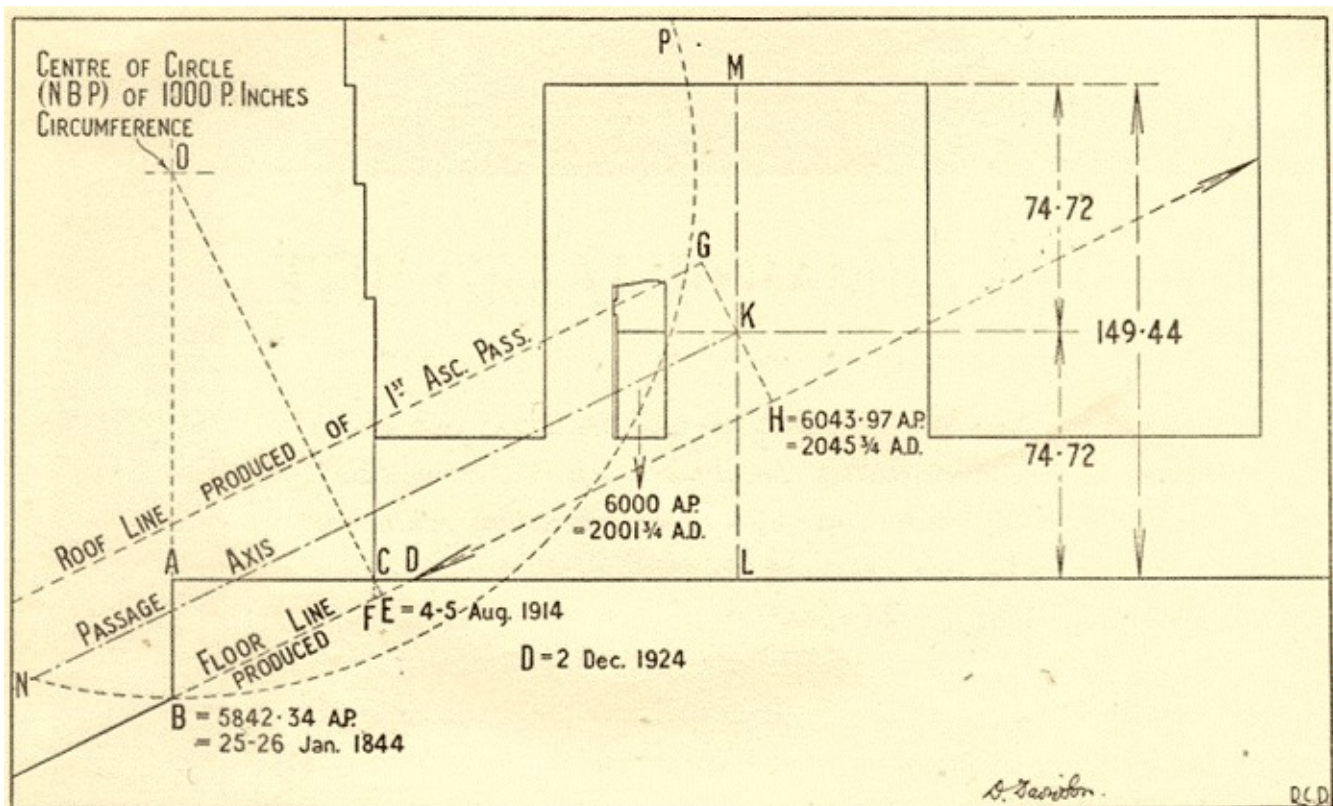 CENTRE OF CIRCLE
(NBP) OF 1000 P. INCHES
CIRCUMFERENCE
O
P
M
74·72
149·44
G
K
ROOF LINE PRODUCED OF 1ST ASC. PASS.
H = 6043·97 A.P.
= 2045¾ A.D.
74·72
6000 A.P.
= 2001¾ A.D.
A
PASSAGE AXIS
C D
L
FLOOR LINE
PRODUCED
F E = 4-5 Aug. 1914
D = 2 Dec. 1924
N
B = 5842·34 A.P.
= 25-26 Jan. 1844
D. Davidson.
D.C.D